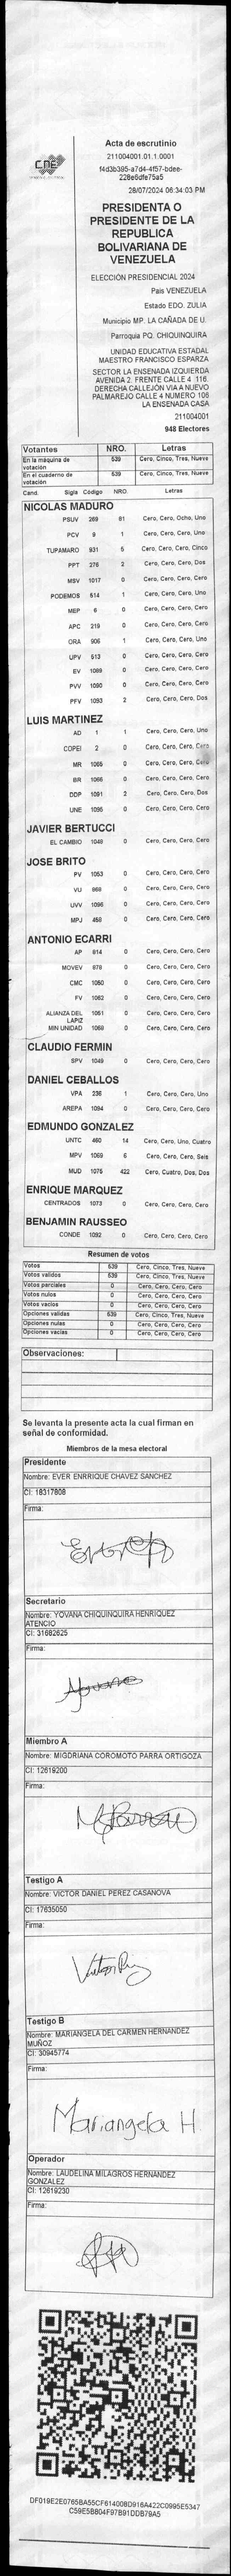 CNE
Acta de escrutinio
211004001.01.1.0001
f4d3b395-a7d4-4f57-bdee-
228e6dfe75a5
28/07/2024 06:34:03 PM
PRESIDENTA O
PRESIDENTE DE LA
REPUBLICA
BOLIVARIANA DE
VENEZUELA
ELECCIÓN PRESIDENCIAL 2024
Pais VENEZUELA
Estado EDO. ZULIA
Municipio MP. LA CAÑADA DE U.
Parroquia PQ. CHIQUINQUIRA
UNIDAD EDUCATIVA ESTADAL
MAESTRO FRANCISCO ESPARZA
SECTOR LA ENSENADA IZQUIERDA
AVENIDA 2. FRENTE CALLE 4 116.
DERECHA CALLEJÓN VIA A NUEVO
PALMAREJO CALLE 4 NUMERO 106
LA ENSENADA CASA
211004001
948 Electores
Votantes NRO. Letras
En la máquina de votación 539 Cero, Cinco, Tres, Nueve
En el cuaderno de votación 539 Cero, Cinco, Tres, Nueve
Cand. Sigla Código NRO. Letras
NICOLAS MADURO
PSUV 269 81 Cero, Cero, Ocho, Uno
PCV 9 1 Cero, Cero, Cero, Uno
TUPAMARO 931 5 Cero, Cero, Cero, Cinco
PPT 276 2 Cero, Cero, Cero, Dos
MSV 1017 0 Cero, Cero, Cero, Cero
PODEMOS 514 1 Cero, Cero, Cero, Uno
MEP 6 0 Cero, Cero, Cero, Cero
APC 219 0 Cero, Cero, Cero, Cero
ORA 906 1 Cero, Cero, Cero, Uno
UPV 513 0 Cero, Cero, Cero, Cero
EV 1089 0 Cero, Cero, Cero, Cero
PVV 1090 0 Cero, Cero, Cero, Cero
PFV 1093 2 Cero, Cero, Cero, Dos
LUIS MARTINEZ
AD 1 1 Cero, Cero, Cero, Uno
COPEI 2 0 Cero, Cero, Cero, Cero
MR 1065 0 Cero, Cero, Cero, Cero
BR 1066 0 Cero, Cero, Cero, Cero
DDP 1091 2 Cero, Cero, Cero, Dos
UNE 1095 0 Cero, Cero, Cero, Cero
JAVIER BERTUCCI
EL CAMBIO 1049 0 Cero, Cero, Cero, Cero
JOSE BRITO
PV 1053 0 Cero, Cero, Cero, Cero
VU 968 0 Cero, Cero, Cero, Cero
UVV 1096 0 Cero, Cero, Cero, Cero
MPJ 458 0 Cero, Cero, Cero, Cero
ANTONIO ECARRI
AP 814 0 Cero, Cero, Cero, Cero
MOVEV 878 0 Cero, Cero, Cero, Cero
CMC 1050 0 Cero, Cero, Cero, Cero
FV 1062 0 Cero, Cero, Cero, Cero
ALIANZA DEL LAPIZ 1051 0 Cero, Cero, Cero, Cero
MIN UNIDAD 1069 0 Cero, Cero, Cero, Cero
CLAUDIO FERMIN
SPV 1049 0 Cero, Cero, Cero, Cero
DANIEL CEBALLOS
VPA 236 1 Cero, Cero, Cero, Uno
AREPA 1094 0 Cero, Cero, Cero, Cero
EDMUNDO GONZALEZ
UNTC 460 14 Cero, Cero, Uno, Cuatro
MPV 1069 6 Cero, Cero, Cero, Seis
MUD 1075 422 Cero, Cuatro, Dos, Dos
ENRIQUE MARQUEZ
CENTRADOS 1073 0 Cero, Cero, Cero, Cero
BENJAMIN RAUSSEO
CONDE 1092 0 Cero, Cero, Cero, Cero
Resumen de votos
Votos 539 Cero, Cinco, Tres, Nueve
Votos validos 539 Cero, Cinco, Tres, Nueve
Votos parciales 0 Cero, Cero, Cero, Cero
Votos nulos 0 Cero, Cero, Cero, Cero
Votos vacios 0 Cero, Cero, Cero, Cero
Opciones validas 539 Cero, Cinco, Tres, Nueve
Opciones nulas 0 Cero, Cero, Cero, Cero
Opciones vacias 0 Cero, Cero, Cero, Cero
Observaciones:
Se levanta la presente acta la cual firman en
señal de conformidad.
Miembros de la mesa electoral
Presidente
Nombre: EVER ENRRIQUE CHAVEZ SANCHEZ
CI: 18317808
Firma:
Secretario
Nombre: YOVANA CHIQUINQUIRA HENRIQUEZ
ATENCIO
CI: 31682625
Firma:
Miembro A
Nombre: MIGDRIANA COROMOTO PARRA ORTIGOZA
CI: 12619200
Firma:
Testigo A
Nombre: VICTOR DANIEL PEREZ CASANOVA
CI: 17635050
Firma:
Testigo B
Nombre: MARIANGELA DEL CARMEN HERNANDEZ
MUÑOZ
CI: 30945774
Firma:
Mariangela H
Operador
Nombre: LAUDELINA MILAGROS HERNANDEZ
GONZALEZ
CI: 12619230
Firma:
DF019E2E0765BA55CF614008D916A422C0995E5347
C59E5B804F97B91DDB79A5